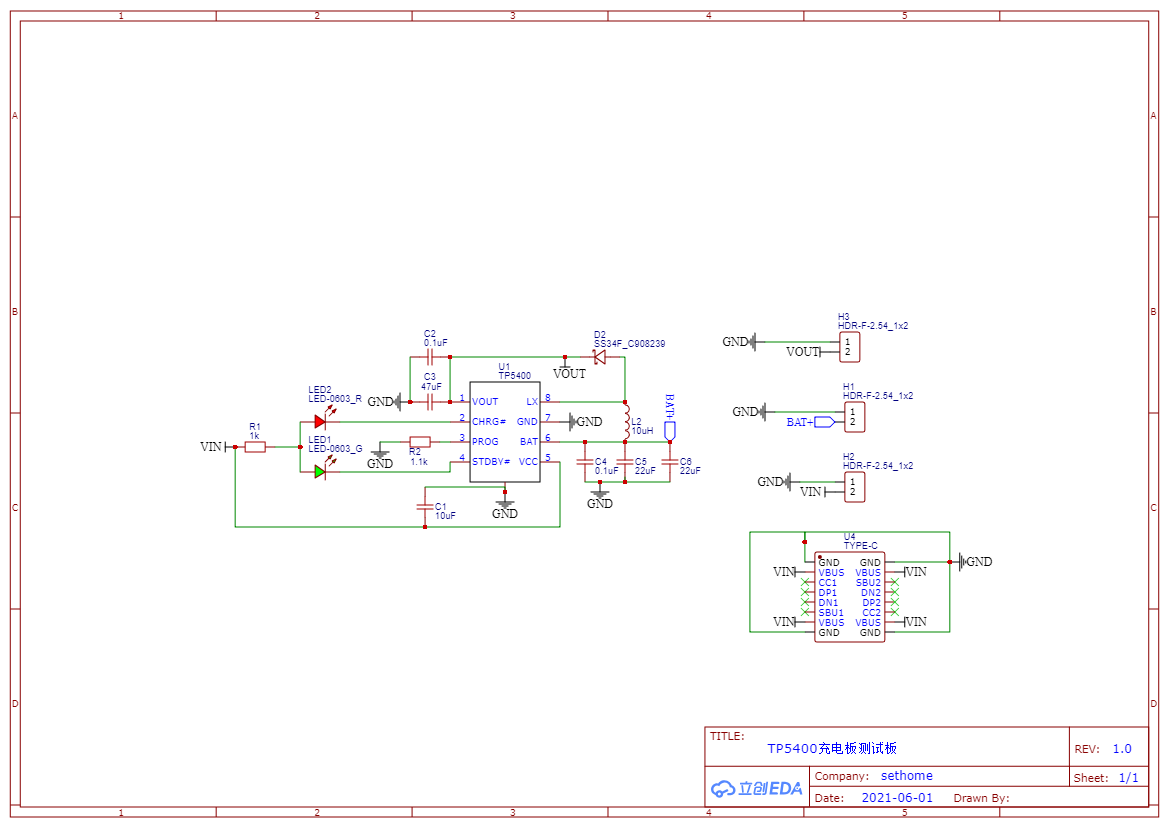 1 2 3 4 5
A A
B B
C C
D D
1 2 3 4 5
C2
0.1uF
C3
47uF
GND
D2
SS34F_C908239
VOUT
U1
TP5400
1 VOUT LX 8
2 CHRG# GND 7
3 PROG BAT 6
4 STDBY# VCC 5
GND
LED2
LED-0603_R
LED1
LED-0603_G
R1
1k
VIN
R2
1.1k
GND
C1
10uF
GND
L2
10uH
BAT+
C4
0.1uF
C5
22uF
C6
22uF
GND
H3
HDR-F-2.54_1x2
GND 1
VOUT 2
H1
HDR-F-2.54_1x2
GND 1
BAT+ 2
H2
HDR-F-2.54_1x2
GND 1
VIN 2
U4
TYPE-C
GND GND GND
VIN VBUS VBUS VIN
CC1 SBU2
DP1 DN2
DN1 DP2
SBU1 CC2
VIN VBUS VBUS VIN
GND GND
TITLE:
TP5400充电板测试板
REV: 1.0
立创EDA
Company: sethome
Sheet: 1/1
Date: 2021-06-01 Drawn By: